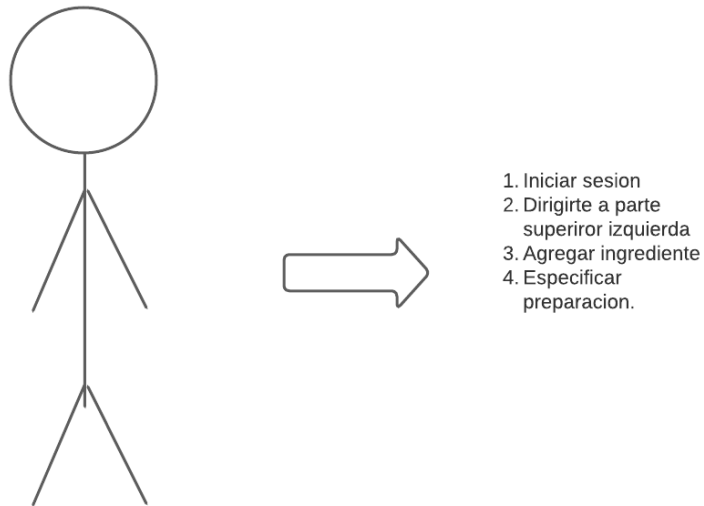 1. Iniciar sesion
2. Dirigirte a parte
superiror izquierda
3. Agregar ingrediente
4. Especificar
preparacion.